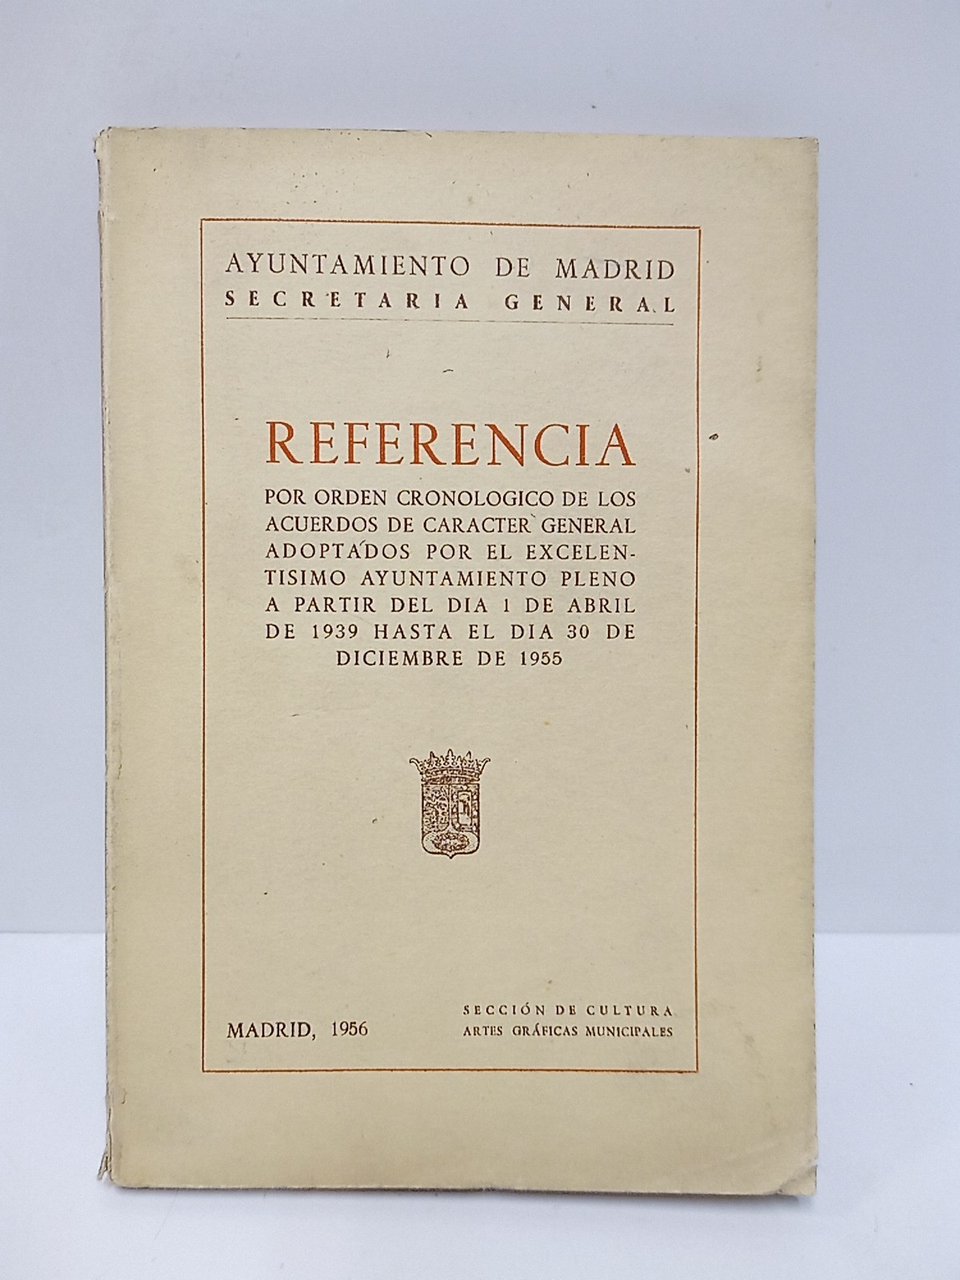 AYUNTAMIENTO DE MADRID
SECRETARIA GENERAL
REFERENCIA
POR ORDEN CRONOLOGICO DE LOS
ACUERDOS DE CARACTER GENERAL
ADOPTADOS POR EL EXCELEN-
TISIMO AYUNTAMIENTO PLENO
A PARTIR DEL DIA 1 DE ABRIL
DE 1939 HASTA EL DIA 30 DE
DICIEMBRE DE 1955
MADRID, 1956
SECCIÓN DE CULTURA
ARTES GRÁFICAS MUNICIPALES